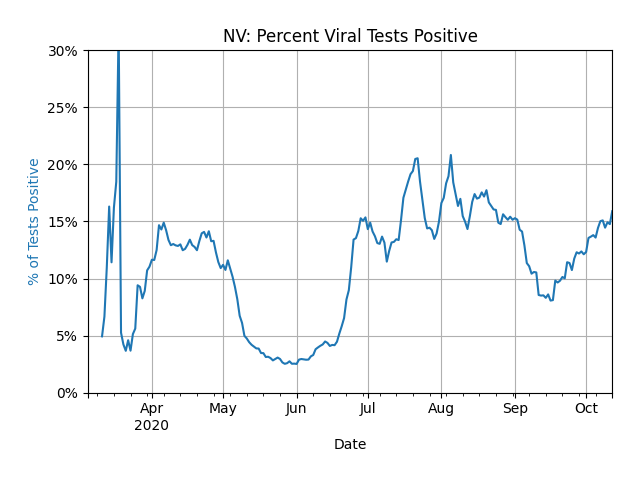 NV: Percent Viral Tests Positive
30%
25%
20%
15%
10%
5%
0%
% of Tests Positive
Apr May Jun Jul Aug Sep Oct
2020
Date